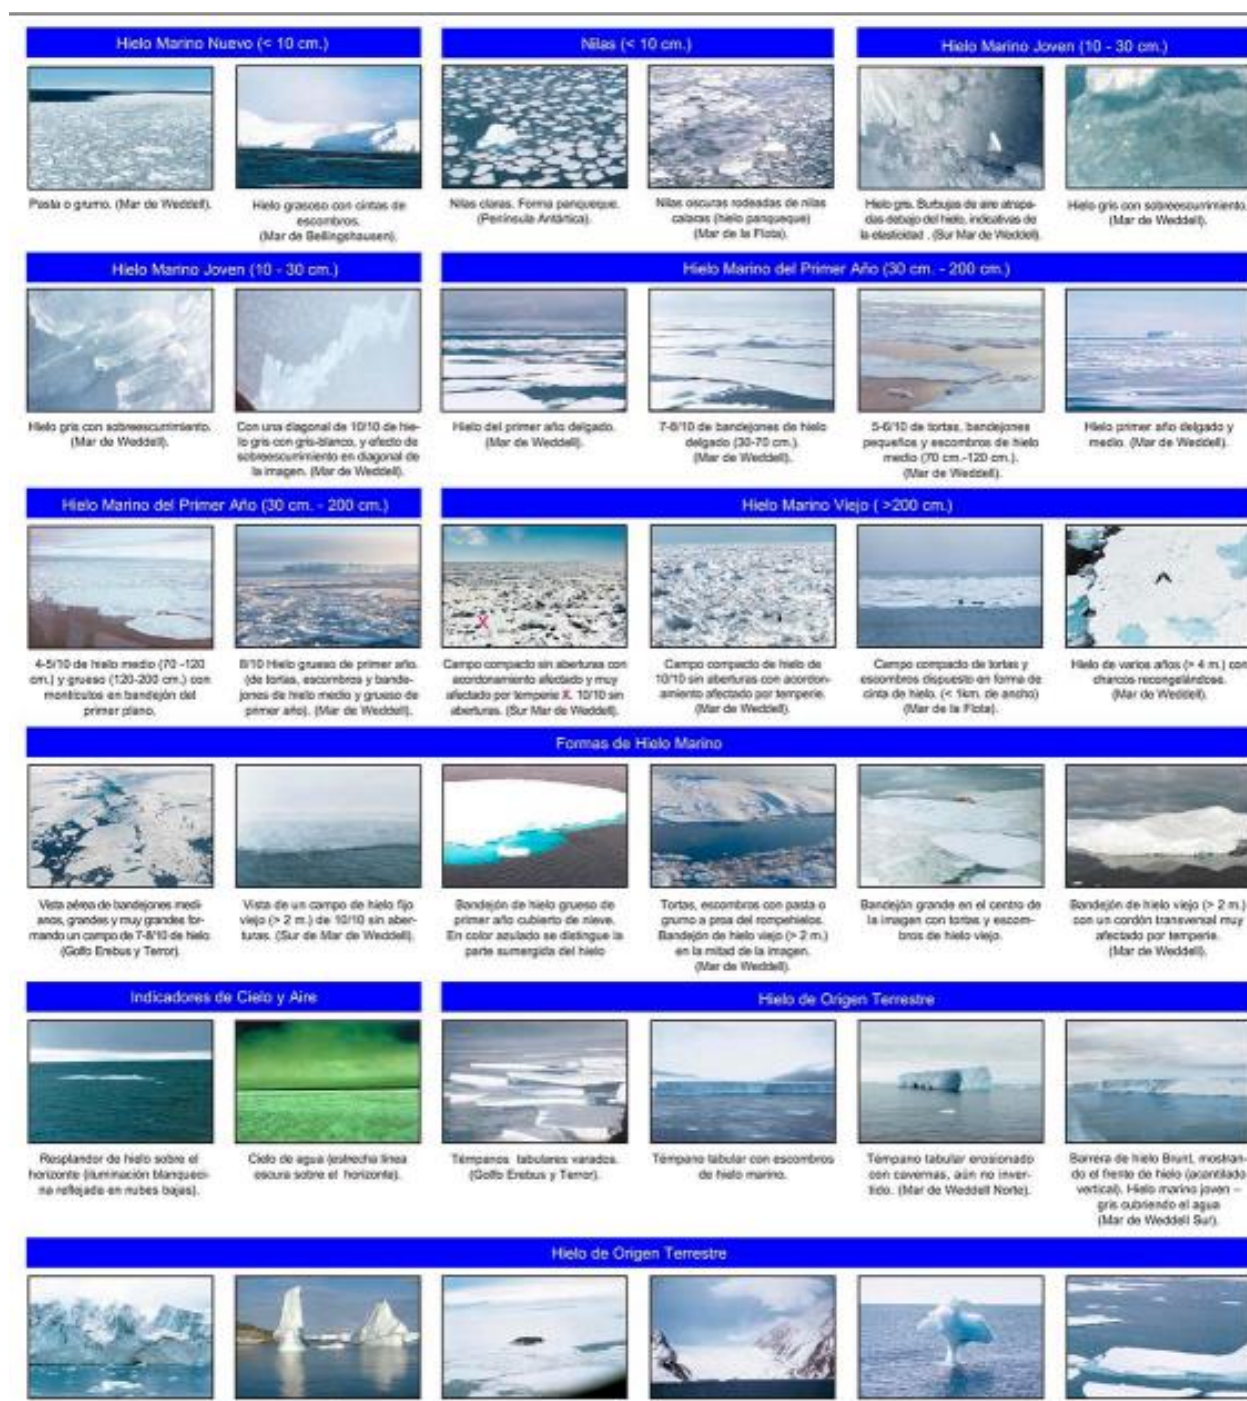 Hielo Marino Nuevo (< 10 cm.)
Nilas (< 10 cm.)
Hielo Marino Joven (10 - 30 cm.)
Pasta o grumo. (Mar de Weddell).
Hielo grasoso con cintas de
escombros.
(Mar de Bellingshausen).
Nilas claras. Forma panqueque.
(Península Antártica).
Nilas oscuras rodeadas de nilas
calaras (hielo panqueque)
(Mar de la Flota).
Hielo gris. Burbujas de aire atrapa-
das debajo del hielo, indicativas de
la elasticidad . (Sur Mar de Weddell).
Hielo gris con sobreescurrimiento.
(Mar de Weddell).
Hielo Marino Joven (10 - 30 cm.)
Hielo Marino del Primer Año (30 cm. - 200 cm.)
Hielo gris con sobreescurrimiento.
(Mar de Weddell).
Con una diagonal de 10/10 de hie-
lo gris con gris-blanco, y efecto de
sobreescurrimiento en diagonal de
la imagen. (Mar de Weddell).
Hielo del primer año delgado.
(Mar de Weddell).
7-8/10 de bandejones de hielo
delgado (30-70 cm.).
(Mar de Weddell).
5-6/10 de tortas, bandejones
pequeños y escombros de hielo
medio (70 cm.-120 cm.).
(Mar de Weddell).
Hielo primer año delgado y
medio. (Mar de Weddell).
Hielo Marino del Primer Año (30 cm. - 200 cm.)
Hielo Marino Viejo ( >200 cm.)
X
4-5/10 de hielo medio (70 -120
cm.) y grueso (120-200 cm.) con
montículos en bandejón del
primer plano.
8/10 Hielo grueso de primer año.
(de tortas, escombros y bande-
jones de hielo medio y grueso de
primer año). (Mar de Weddell).
Campo compacto sin aberturas con
acordonamiento afectado y muy
afectado por temperie X. 10/10 sin
aberturas. (Sur Mar de Weddell).
Campo compacto de hielo de
10/10 sin aberturas con acordon-
amiento afectado por temperie.
(Mar de Weddell).
Campo compacto de tortas y
escombros dispuesto en forma de
cinta de hielo. (< 1km. de ancho)
(Mar de la Flota).
Hielo de varios años (> 4 m.) con
charcos recongelándose.
(Mar de Weddell).
Formas de Hielo Marino
Vista aérea de bandejones medi-
anos, grandes y muy grandes for-
mando un campo de 7-8/10 de hielo.
(Golfo Erebus y Terror).
Vista de un campo de hielo fijo
viejo (> 2 m.) de 10/10 sin aber-
turas. (Sur de Mar de Weddell).
Bandejón de hielo grueso de
primer año cubierto de nieve.
En color azulado se distingue la
parte sumergida del hielo
Tortas, escombros con pasta o
grumo a proa del rompehielos.
Bandejón de hielo viejo (> 2 m.)
en la mitad de la imagen.
(Mar de Weddell).
Bandejón grande en el centro de
la imagen con tortas y escom-
bros de hielo viejo.
Bandejón de hielo viejo (> 2 m.)
con un cordón transversal muy
afectado por temperie.
(Mar de Weddell).
Indicadores de Cielo y Aire
Hielo de Origen Terrestre
Resplandor de hielo sobre el
horizonte (iluminación blanqueci-
na reflejada en nubes bajas).
Cielo de agua (estrecha línea
oscura sobre el horizonte).
Témpanos tabulares varados.
(Golfo Erebus y Terror).
Témpano tabular con escombros
de hielo marino.
Témpano tabular erosionado
con cavernas, aún no inver-
tido. (Mar de Weddell Norte).
Barrera de hielo Brunt, mostran-
do el frente de hielo (acantilado
vertical). Hielo marino joven –
gris cubriendo el agua
(Mar de Weddell Sur).
Hielo de Origen Terrestre